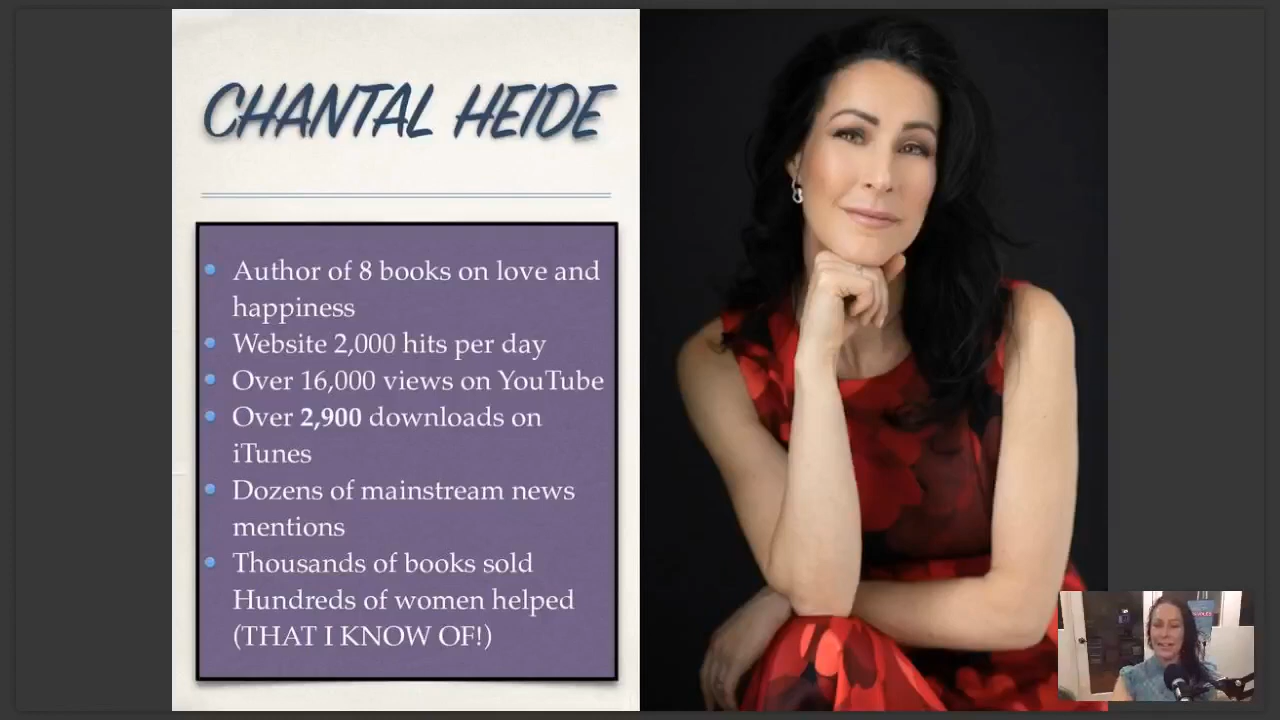 CHANTAL HEIDE
Author of 8 books on love and
happiness
Website 2,000 hits per day
Over 16,000 views on YouTube
Over 2,900 downloads on
iTunes
Dozens of mainstream news
mentions
Thousands of books sold
Hundreds of women helped
(THAT I KNOW OF!)